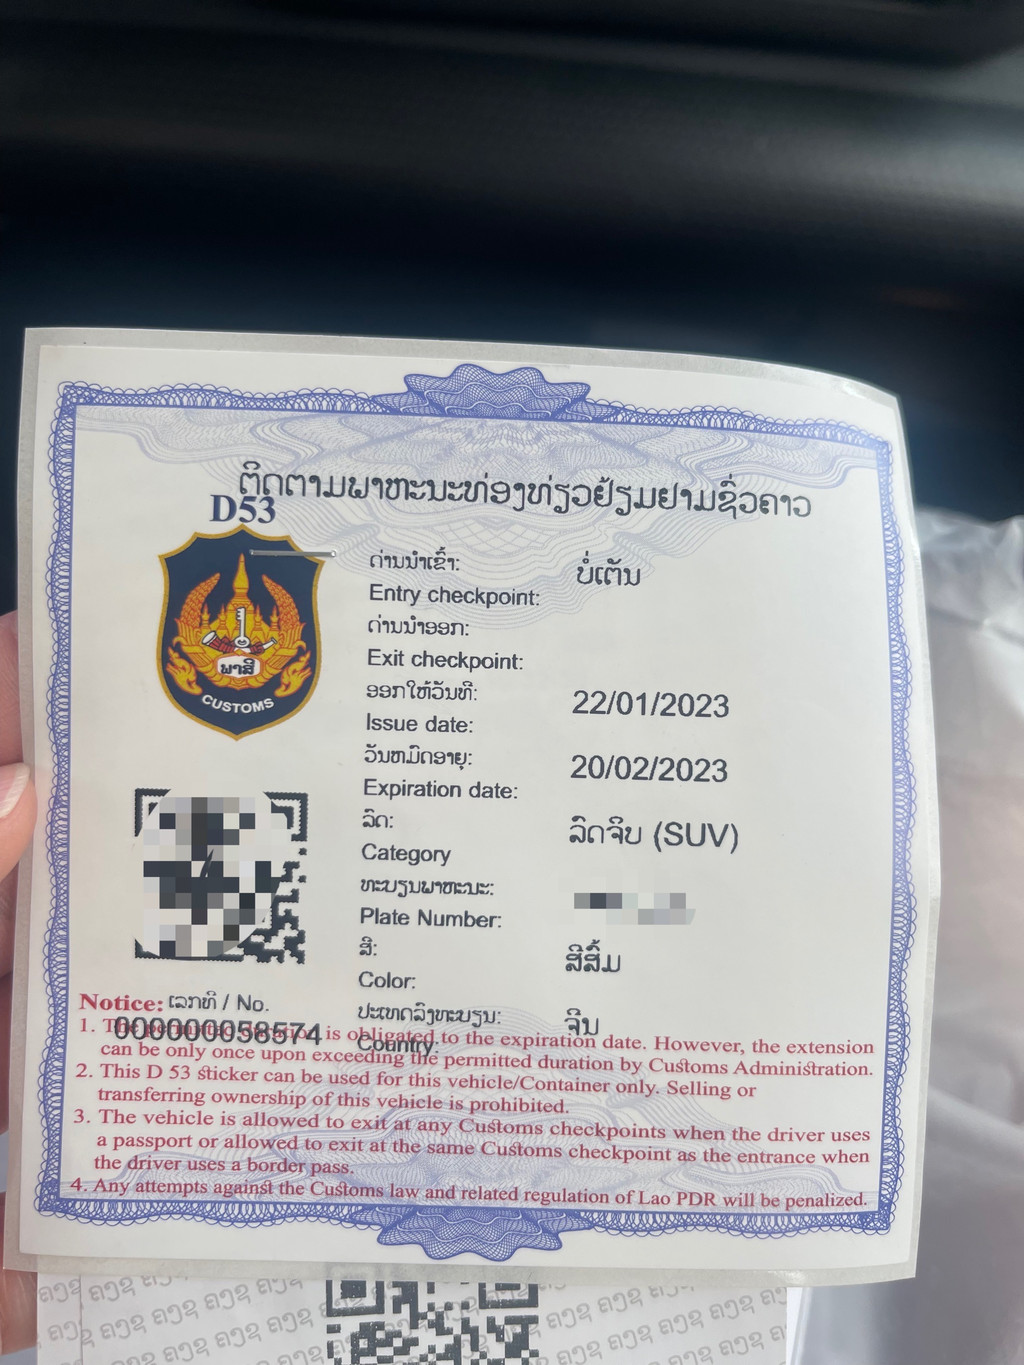 ຕິດຕາມພາຫະນະທ່ອງທ່ຽວຢ້ຽມຢາມຊົ່ວຄາວ
D53
ດ່ານນຳເຂົ້າ: ບໍ່ເຕັນ
Entry checkpoint:
ດ່ານນຳອອກ:
Exit checkpoint:
ອອກໃຫ້ວັນທີ: 22/01/2023
Issue date:
ວັນຫມົດອາຍຸ: 20/02/2023
Expiration date:
ລົດ: ລົດຈິບ (SUV)
Category
ທະບຽນພາຫະນະ:
Plate Number:
ສີ: ສີສົ້ມ
Color:
ປະເທດລົງທະບຽນ: ຈີນ
Country:
ພາສີ
CUSTOMS
ເລກທີ / No.
000000058574
Notice:
1. The permitted duration is obligated to the expiration date. However, the extension
can be only once upon exceeding the permitted duration by Customs Administration.
2. This D 53 sticker can be used for this vehicle/Container only. Selling or
transferring ownership of this vehicle is prohibited.
3. The vehicle is allowed to exit at any Customs checkpoints when the driver uses
a passport or allowed to exit at the same Customs checkpoint as the entrance when
the driver uses a border pass.
4. Any attempts against the Customs law and related regulation of Lao PDR will be penalized.